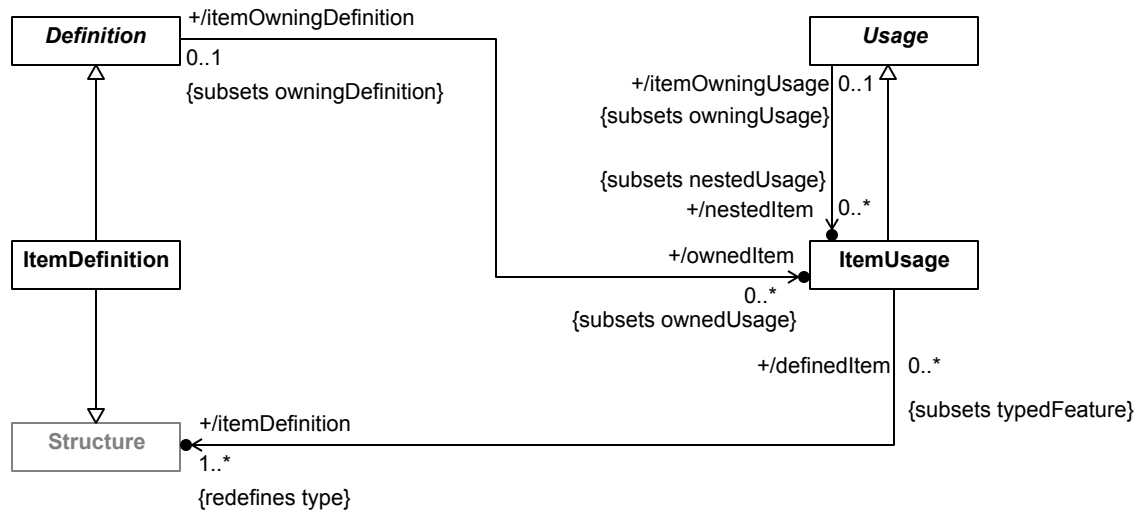 +/itemOwningDefinition
Definition
Usage
0..1
+/itemOwningUsage
0..1
{subsets owningDefinition}
{subsets owningUsage}
{subsets nestedUsage}
+/nestedItem
0..*
ItemDefinition
+/ownedItem
ItemUsage
0..*
{subsets ownedUsage}
+/definedItem
0..*
{subsets typedFeature}
+/itemDefinition
Structure
1..*
{redefines type}